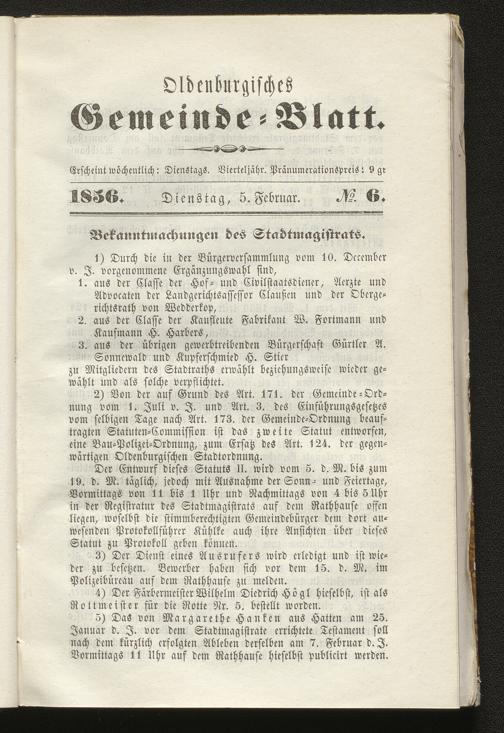 Oldenburgisches
Gemeinde-Blatt.
Erscheint wöchentlich: Dienstags. Vierteljähr. Pränumerationspreis: 9 gr
1856. Dienstag, 5. Februar. № 6.
Bekanntmachungen des Stadtmagistrats.
1) Durch die in der Bürgerversammlung vom 10. December
v. J. vorgenommene Ergänzungswahl sind,
1. aus der Classe der Hof- und Civilstaatsdiener, Aerzte und
Advocaten der Landgerichtsassessor Claußen und der Oberge-
richtsrath von Wedderkop,
2. aus der Classe der Kaufleute Fabrikant W. Fortmann und
Kaufmann H. Harbers,
3. aus der übrigen gewerbtreibenden Bürgerschaft Gürtler A.
Sonnewald und Kupferschmied H. Stier
zu Mitgliedern des Stadtraths erwählt beziehungsweise wieder ge-
wählt und als solche verpflichtet.
2) Von der auf Grund des Art. 171. der Gemeinde-Ord-
nung vom 1. Juli v. J. und Art. 3. des Einführungsgesetzes
vom selbigen Tage nach Art. 173. der Gemeinde-Ordnung beauf-
tragten Statuten-Commission ist das zweite Statut entworfen,
eine Bau-Polizei-Ordnung, zum Ersatz des Art. 124. der gegen-
wärtigen Oldenburgischen Stadtordnung.
Der Entwurf dieses Statuts II. wird vom 5. d. M. bis zum
19. d. M. täglich, jedoch mit Ausnahme der Sonn- und Feiertage,
Vormittags von 11 bis 1 Uhr und Nachmittags von 4 bis 5 Uhr
in der Registratur des Stadtmagistrats auf dem Rathhause offen
liegen, woselbst die stimmberechtigten Gemeindebürger dem dort an-
wesenden Protokollführer Kühlke auch ihre Ansichten über dieses
Statut zu Protokoll geben können.
3) Der Dienst eines Ausrufers wird erledigt und ist wie-
der zu besetzen. Bewerber haben sich vor dem 15. d. M. im
Polizeibüreau auf dem Rathhause zu melden.
4) Der Färbermeister Wilhelm Diedrich Högl hieselbst, ist als
Rottmeister für die Rotte Nr. 5. bestellt worden.
5) Das von Margarethe Hanken aus Hatten am 25.
Januar d. J. vor dem Stadtmagistrate errichtete Testament soll
nach dem kürzlich erfolgten Ableben derselben am 7. Februar d. J.
Vormittags 11 Uhr auf dem Rathhause hieselbst publicirt werden.